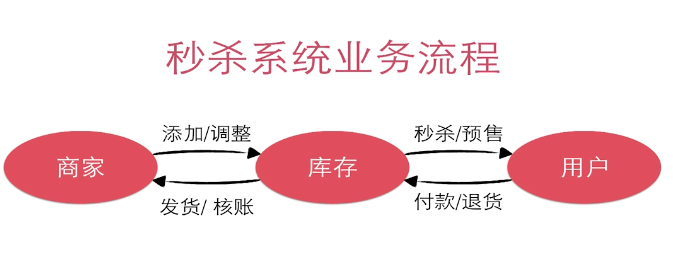 秒杀系统业务流程
添加/调整
秒杀/预售
商家
库存
用户
发货/ 核账
付款/退货